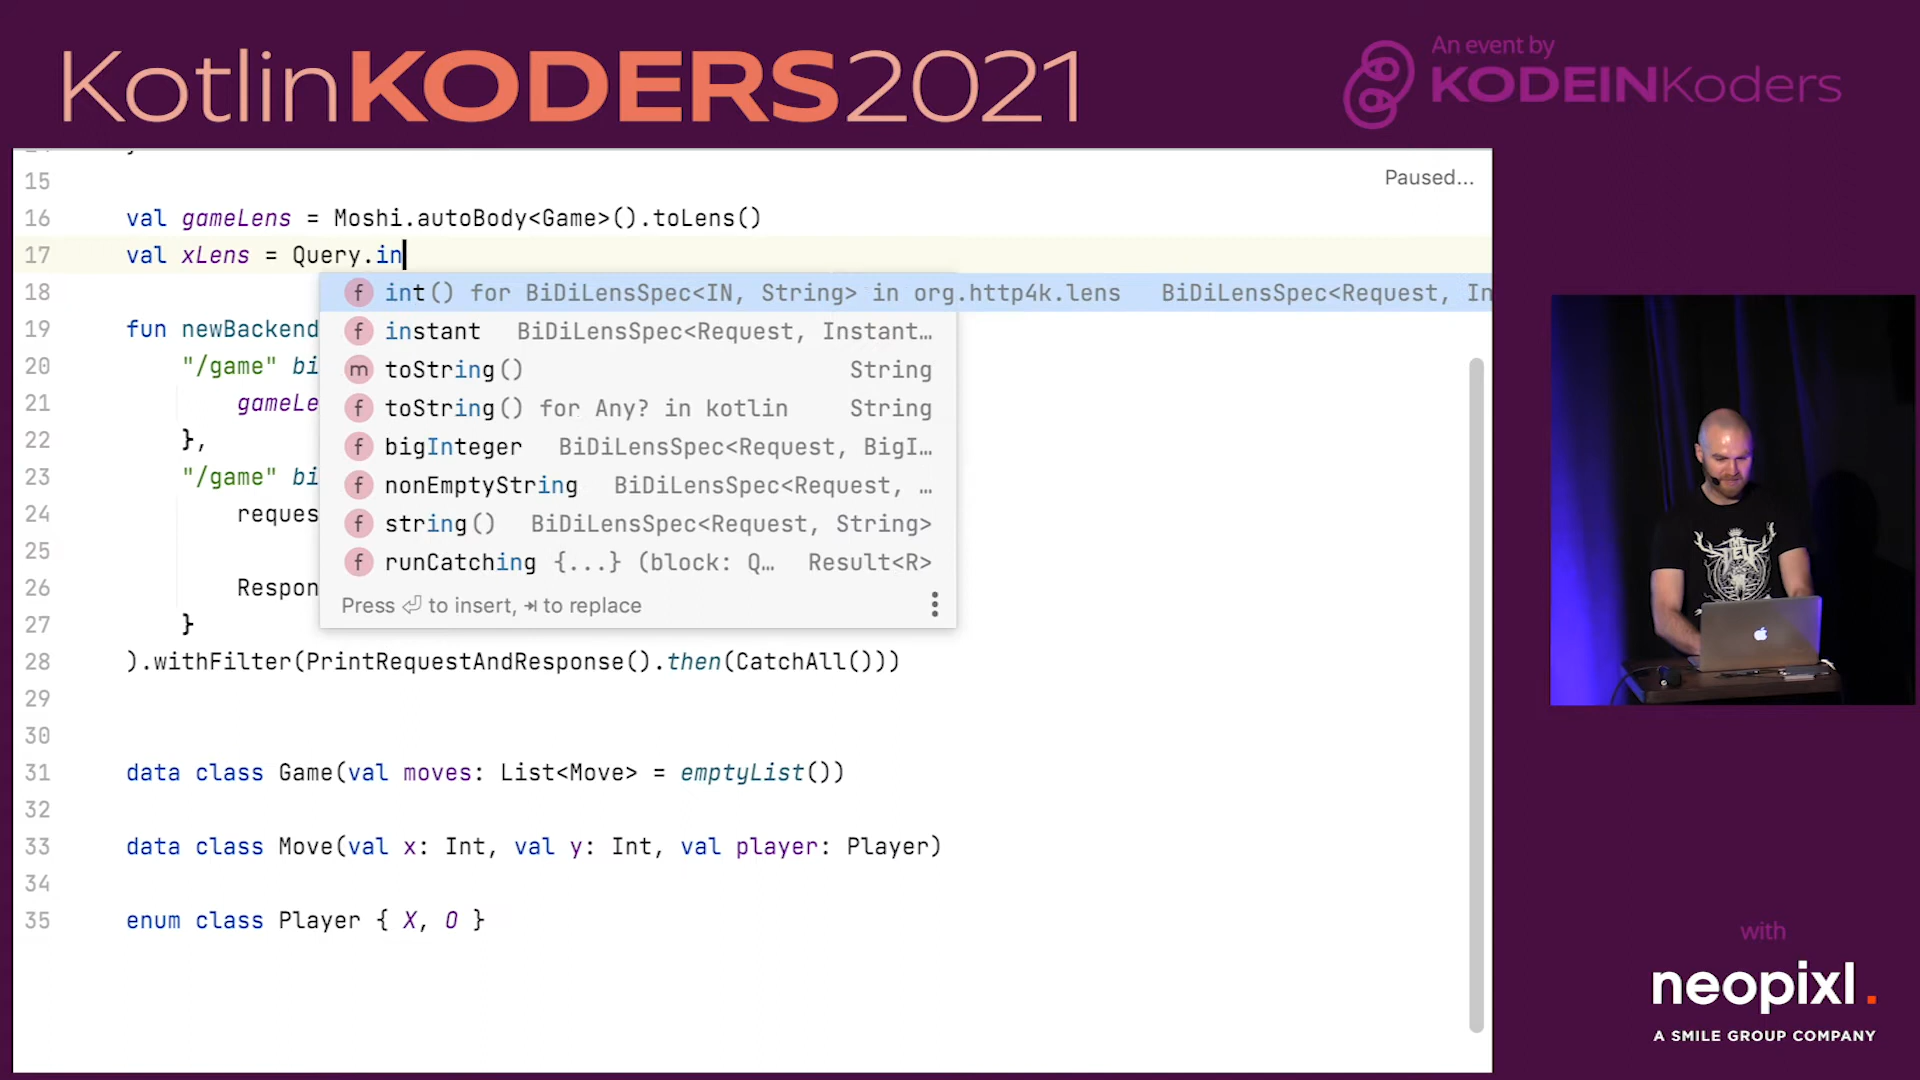 KotlinKODERS2021
An event by
KODEINKoders
Paused...
15
16 val gameLens = Moshi.autoBody<Game>().toLens()
17 val xLens = Query.in
18
int() for BiDiLensSpec<IN, String> in org.http4k.lens BiDiLensSpec<Request, In
19 fun newBackend
instant BiDiLensSpec<Request, Instant…
20 "/game" bi
toString() String
21 gameLe
toString() for Any? in kotlin String
22 },
bigInteger BiDiLensSpec<Request, BigI…
23 "/game" bi
nonEmptyString BiDiLensSpec<Request, …
24 reques
string() BiDiLensSpec<Request, String>
25
runCatching {...} (block: Q… Result<R>
26 Respon
Press ⏎ to insert, ⇥ to replace
27 }
28 ).withFilter(PrintRequestAndResponse().then(CatchAll()))
29
30
31 data class Game(val moves: List<Move> = emptyList())
32
33 data class Move(val x: Int, val y: Int, val player: Player)
34
35 enum class Player { X, O }
with
neopixl.
A SMILE GROUP COMPANY